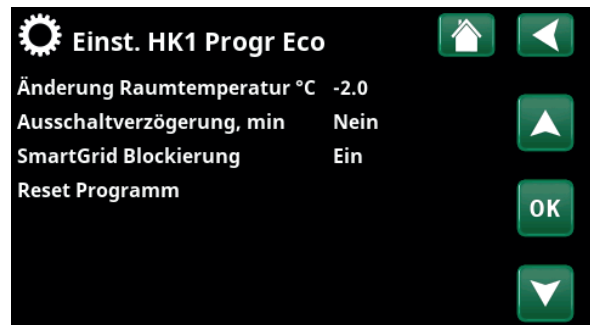 Einst. HK1 Progr Eco
Änderung Raumtemperatur °C -2.0
Ausschaltverzögerung, min Nein
SmartGrid Blockierung Ein
Reset Programm
OK